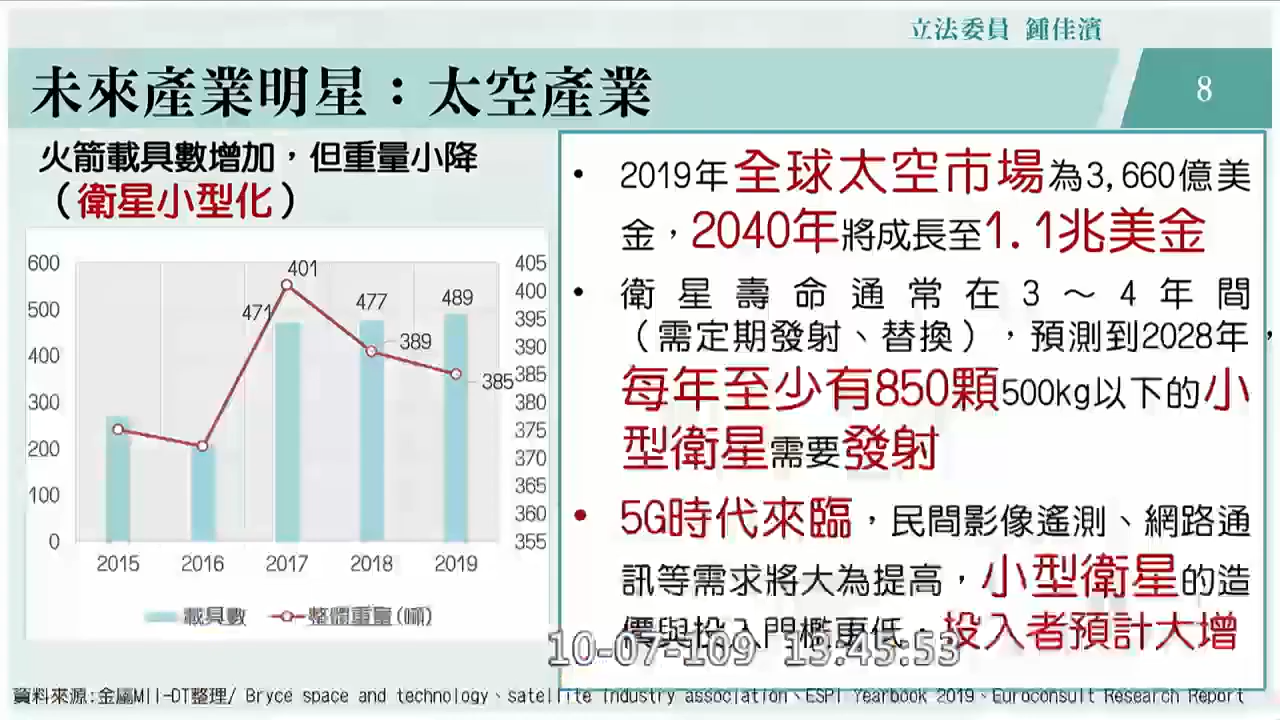 立法委員 鍾佳濱
未來產業明星：太空產業
8
火箭載具數增加，但重量小降
（衛星小型化）
600
500
400
300
200
100
0
405
400
395
390
385
380
375
370
365
360
355
401
471
477
489
389
385
2015 2016 2017 2018 2019
載具數 整體重量(噸)
• 2019年全球太空市場為3,660億美
金，2040年將成長至1.1兆美金
• 衛星壽命通常在3～4年間
（需定期發射、替換），預測到2028年，
每年至少有850顆500kg以下的小
型衛星需要發射
• 5G時代來臨，民間影像遙測、網路通
訊等需求將大為提高，小型衛星的造
價與投入門檻更低，投入者預計大增
10-07-109 13:45:53
資料來源:金屬MII-DT整理/ Bryce space and technology、satellite industry association、ESPI Yearbook 2019、Euroconsult Research Report